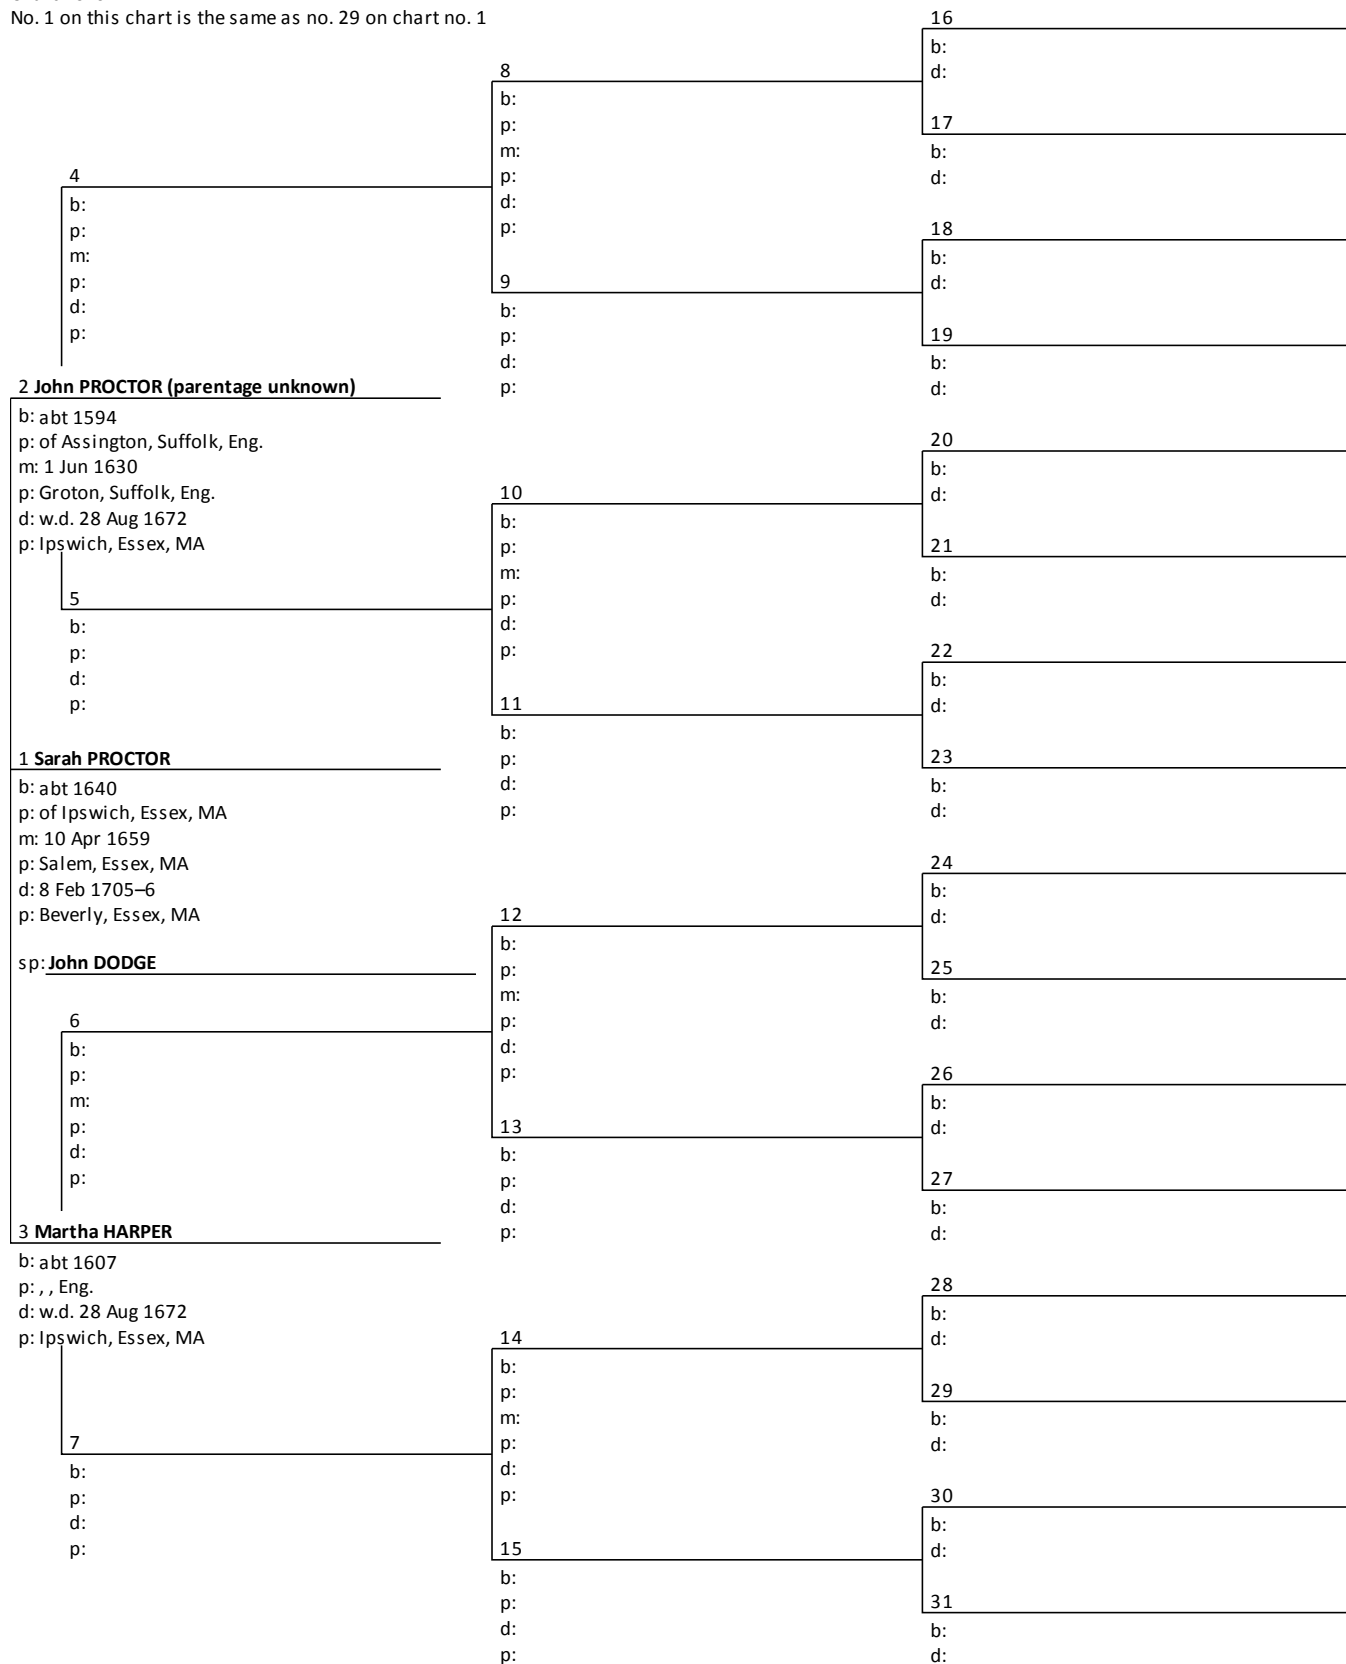 No. 1 on this chart is the same as no. 29 on chart no. 1
4
b:
p:
m:
p:
d:
p:
2 John PROCTOR (parentage unknown)
b: abt 1594
p: of Assington, Suffolk, Eng.
m: 1 Jun 1630
p: Groton, Suffolk, Eng.
d: w.d. 28 Aug 1672
p: Ipswich, Essex, MA
5
b:
p:
d:
p:
1 Sarah PROCTOR
b: abt 1640
p: of Ipswich, Essex, MA
m: 10 Apr 1659
p: Salem, Essex, MA
d: 8 Feb 1705–6
p: Beverly, Essex, MA
sp: John DODGE
6
b:
p:
m:
p:
d:
p:
3 Martha HARPER
b: abt 1607
p: , , Eng.
d: w.d. 28 Aug 1672
p: Ipswich, Essex, MA
7
b:
p:
d:
p:
8
b:
p:
m:
p:
d:
p:
9
b:
p:
d:
p:
10
b:
p:
m:
p:
d:
p:
11
b:
p:
d:
p:
12
b:
p:
m:
p:
d:
p:
13
b:
p:
d:
p:
14
b:
p:
m:
p:
d:
p:
15
b:
p:
d:
p:
16
b:
d:
17
b:
d:
18
b:
d:
19
b:
d:
20
b:
d:
21
b:
d:
22
b:
d:
23
b:
d:
24
b:
d:
25
b:
d:
26
b:
d:
27
b:
d:
28
b:
d:
29
b:
d:
30
b:
d:
31
b:
d: